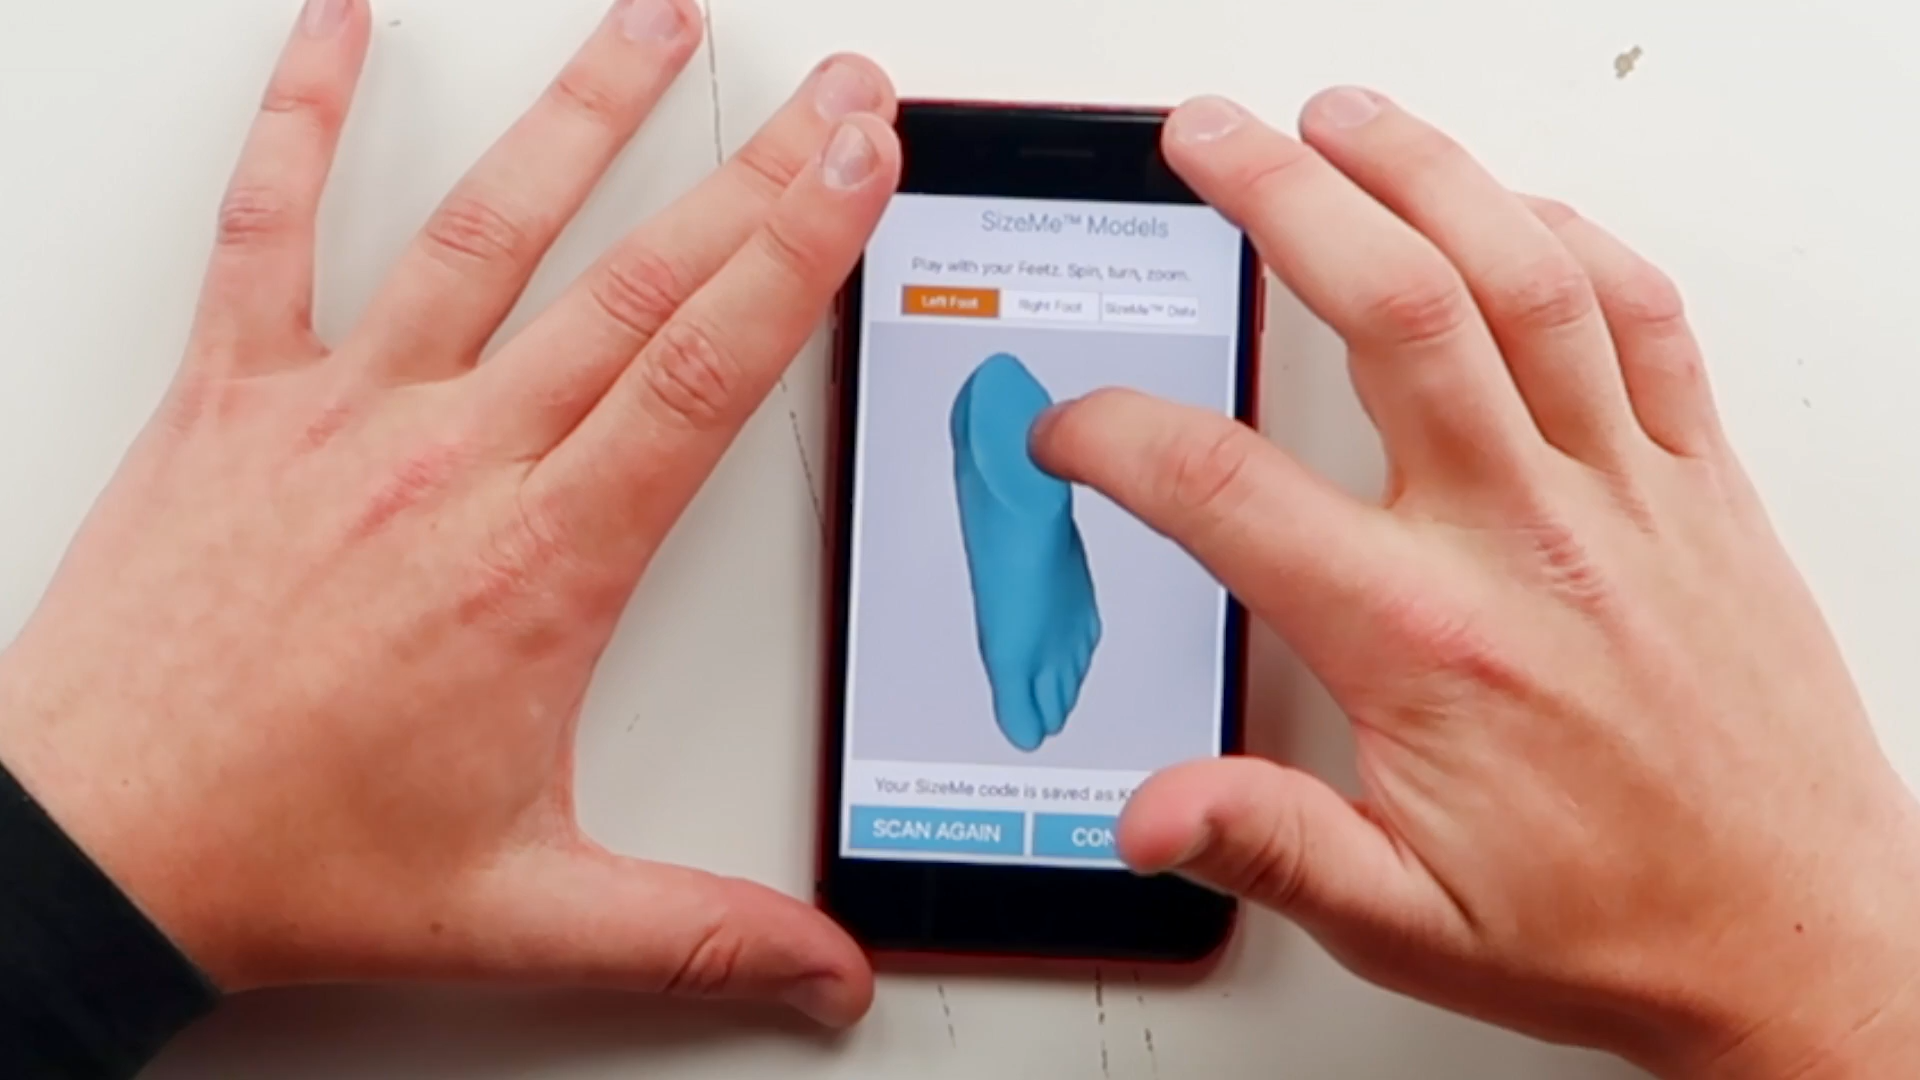 SizeMe™ Models
Play with your Feetz. Spin, turn, zoom.
Left Foot Right Foot SizeMe™ Data
Your SizeMe code is saved as
SCAN AGAIN CON